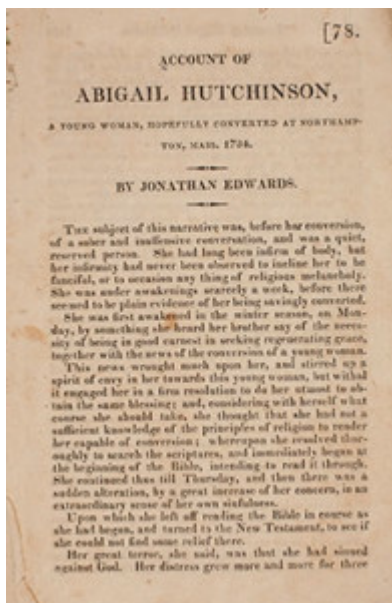 [78.
ACCOUNT OF
ABIGAIL HUTCHINSON,
A YOUNG WOMAN, HOPEFULLY CONVERTED AT NORTHAMP-
TON, MASS. 1734.
BY JONATHAN EDWARDS.
THE subject of this narrative was, before her conversion,
of a sober and inoffensive conversation, and was a quiet,
reserved person. She had long been infirm of body, but
her infirmity had never been observed to incline her to be
fanciful, or to occasion any thing of religious melancholy.
She was under awakenings scarcely a week, before there
seemed to be plain evidence of her being savingly converted.
She was first awakened in the winter season, on Mon-
day, by something she heard her brother say of the neces-
sity of being in good earnest in seeking regenerating grace,
together with the news of the conversion of a young woman.
This news wrought much upon her, and stirred up a
spirit of envy in her towards this young woman, but withal
it engaged her in a firm resolution to do her utmost to ob-
tain the same blessing; and, considering with herself what
course she should take, she thought that she had not a
sufficient knowledge of the principles of religion to render
her capable of conversion; whereupon she resolved thor-
oughly to search the scriptures, and immediately began at
the beginning of the Bible, intending to read it through.
She continued thus till Thursday, and then there was a
sudden alteration, by a great increase of her concern, in an
extraordinary sense of her own sinfulness.
Upon which she left off reading the Bible in course as
she had begun, and turned to the New Testament, to see if
she could not find some relief there.
Her great terror, she said, was that she had sinned
against God. Her distress grew more and more for three